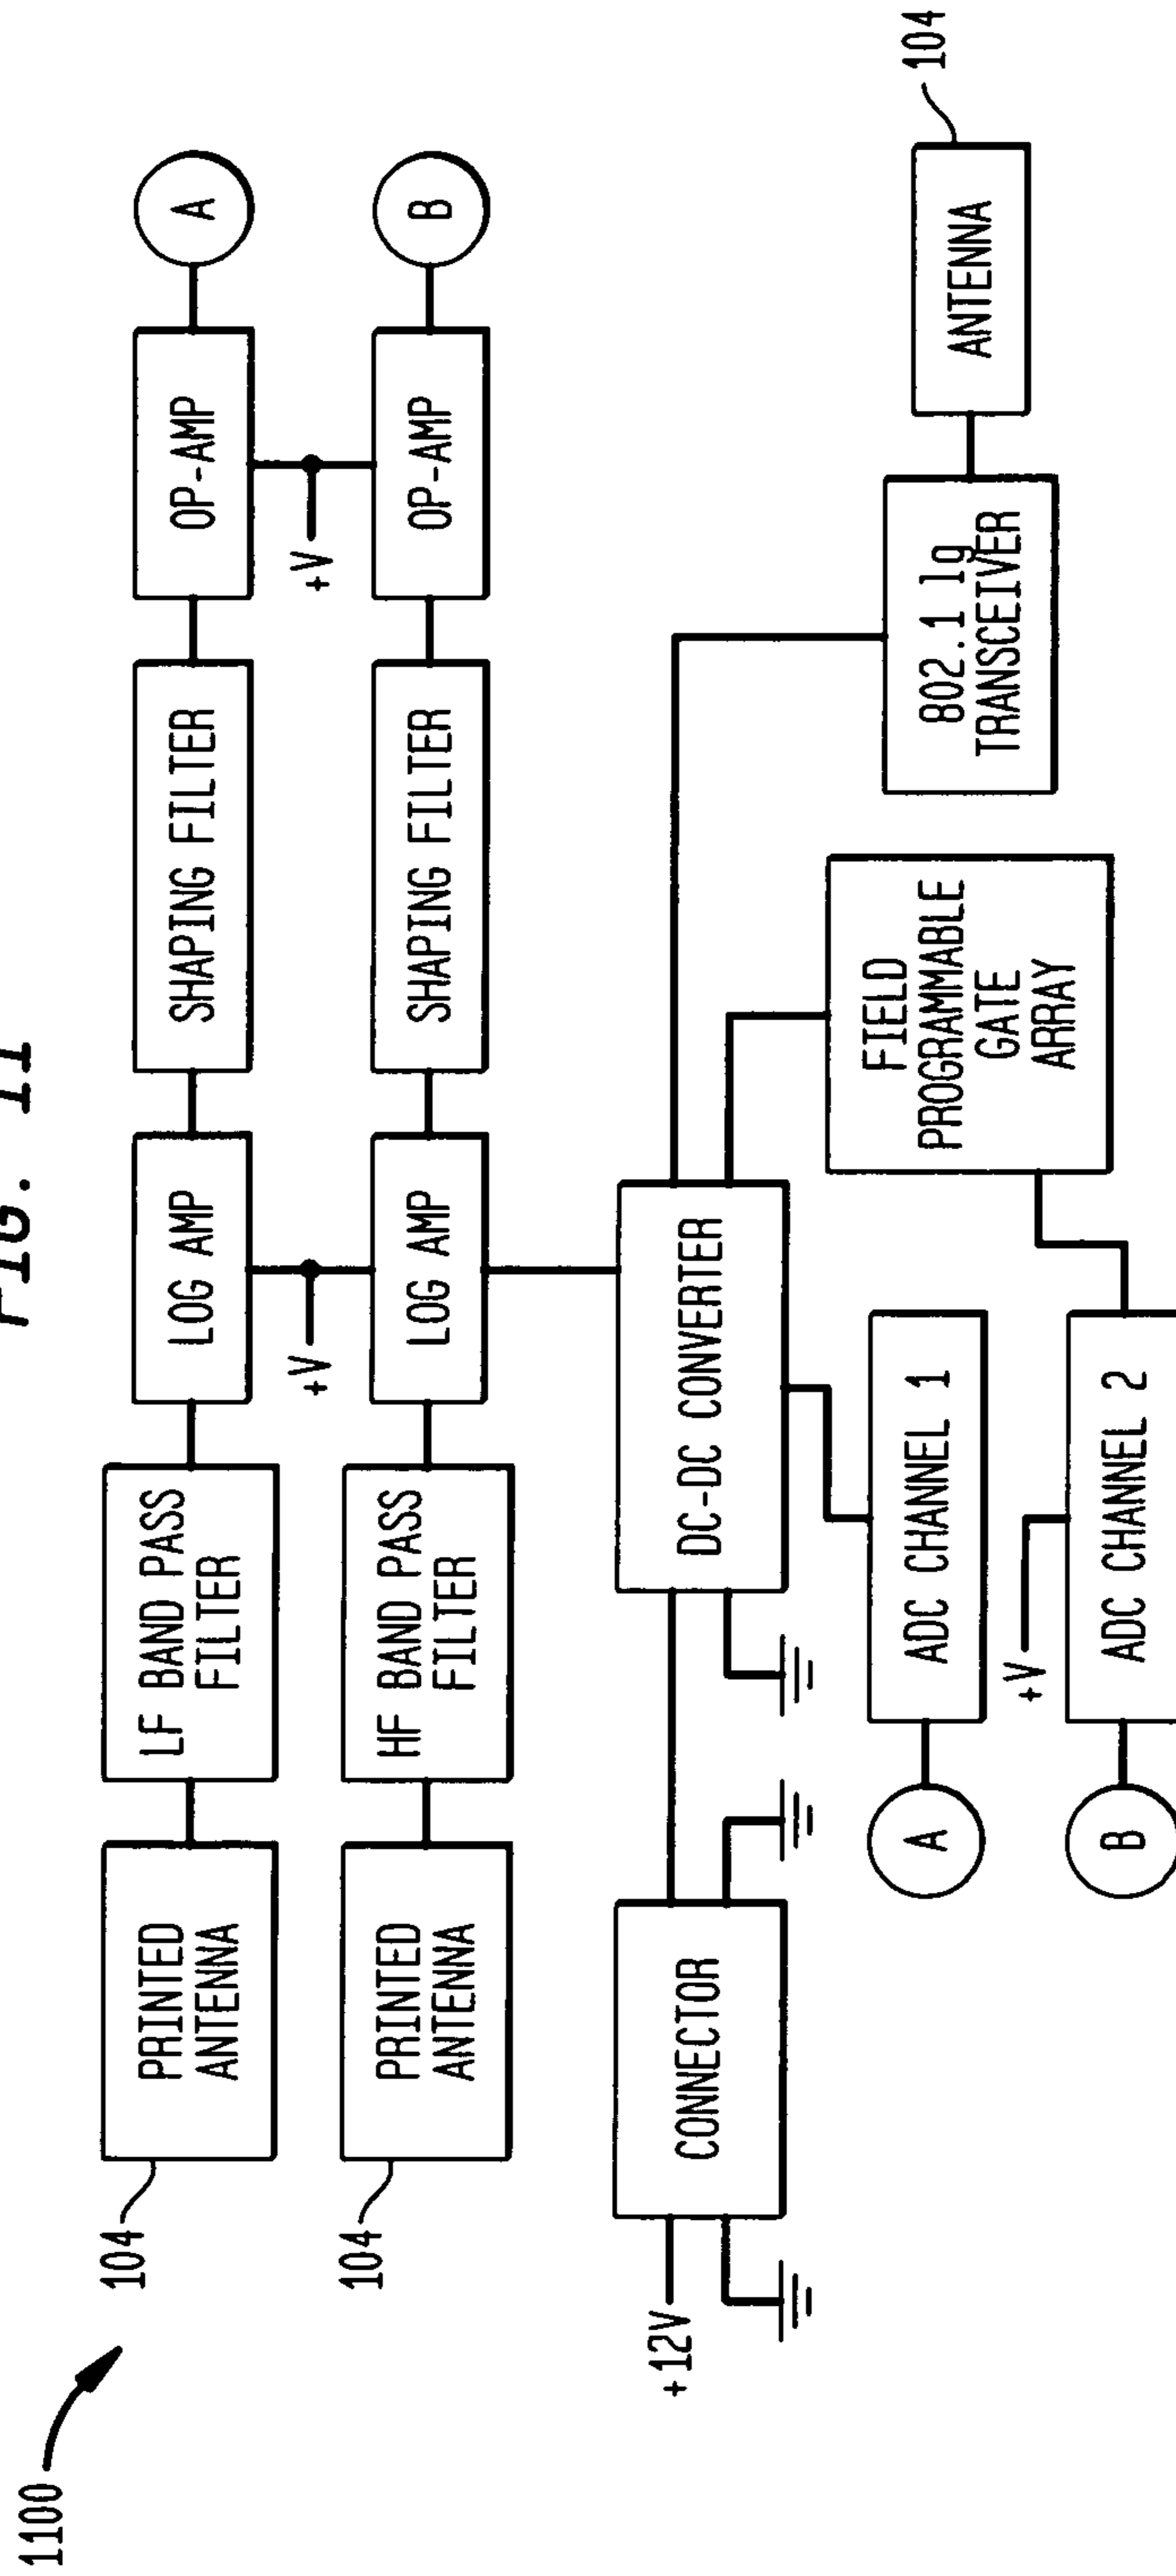 FIG. 11
1100
104
PRINTED
ANTENNA
LF BAND PASS
FILTER
LOG AMP
SHAPING FILTER
OP-AMP
A
+V
+V
104
PRINTED
ANTENNA
HF BAND PASS
FILTER
LOG AMP
SHAPING FILTER
OP-AMP
B
+12V
CONNECTOR
DC-DC CONVERTER
802.1 1g
TRANSCEIVER
ANTENNA
104
FIELD
PROGRAMMABLE
GATE
ARRAY
A
ADC CHANNEL 1
+V
B
ADC CHANNEL 2